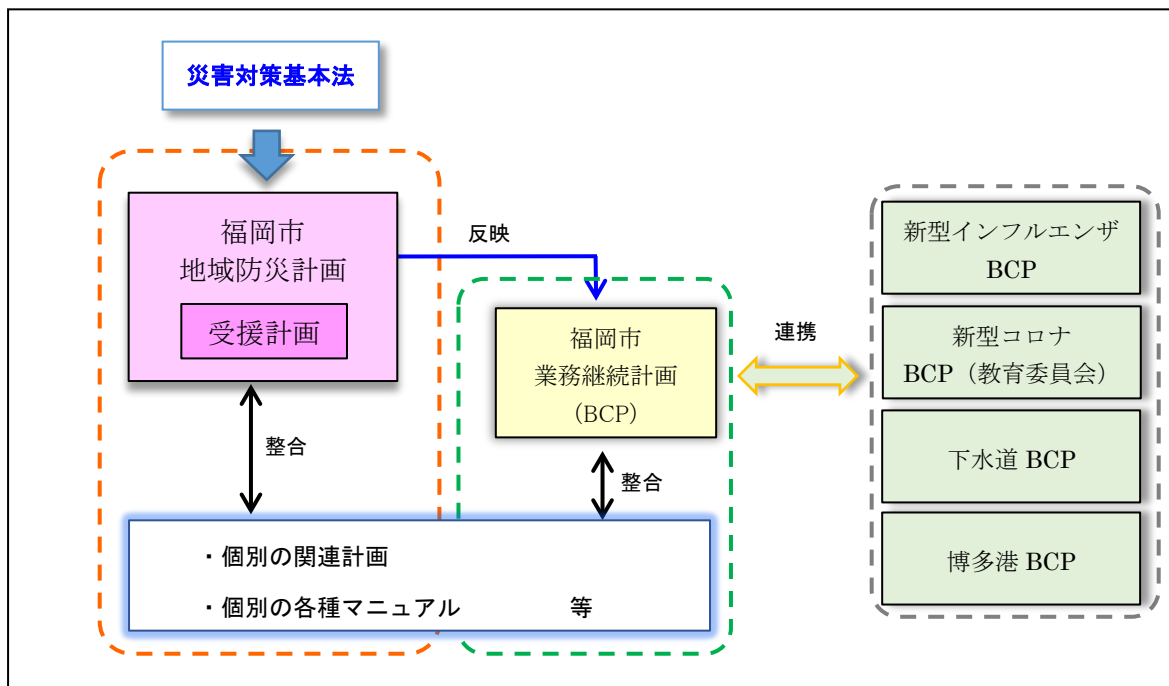 災害対策基本法
福岡市
地域防災計画
受援計画
反映
福岡市
業務継続計画
（BCP）
連携
新型インフルエンザ
BCP
新型コロナ
BCP（教育委員会）
下水道 BCP
博多港 BCP
整合
整合
・個別の関連計画
・個別の各種マニュアル　　　　等